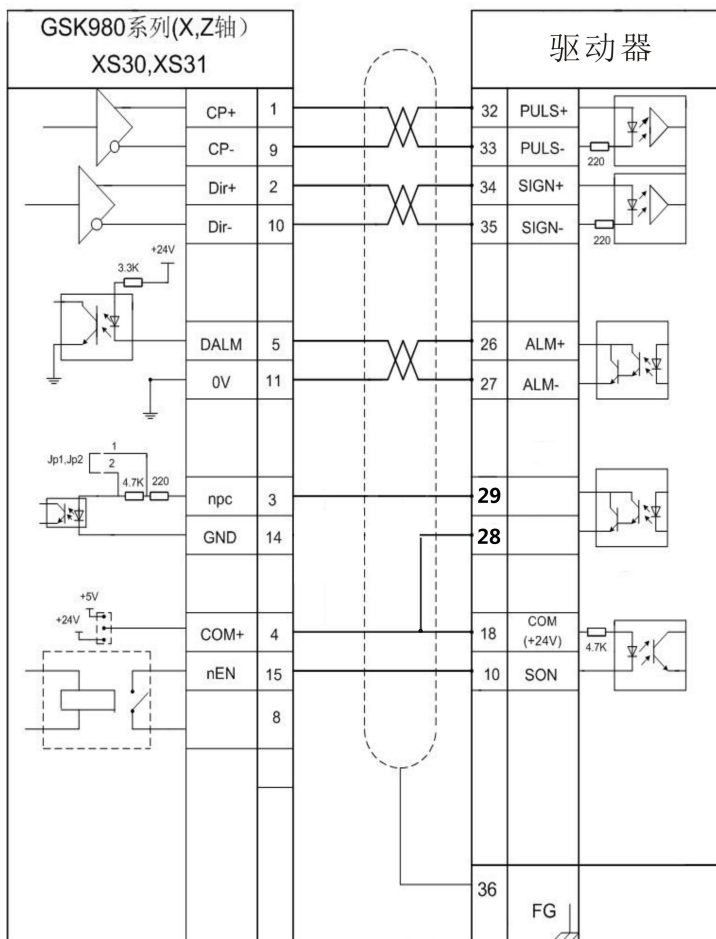 GSK980系列(X,Z轴）
XS30,XS31
驱动器
CP+ 1 32 PULS+
CP- 9 33 PULS-
220
Dir+ 2 34 SIGN+
Dir- 10 35 SIGN-
220
+24V
3.3K
DALM 5 26 ALM+
0V 11 27 ALM-
1
Jp1,Jp2 2
4.7K 220
npc 3 29
GND 14 28
+5V
+24V
COM+ 4 18 COM
(+24V)
4.7K
nEN 15 10 SON
8
36
FG